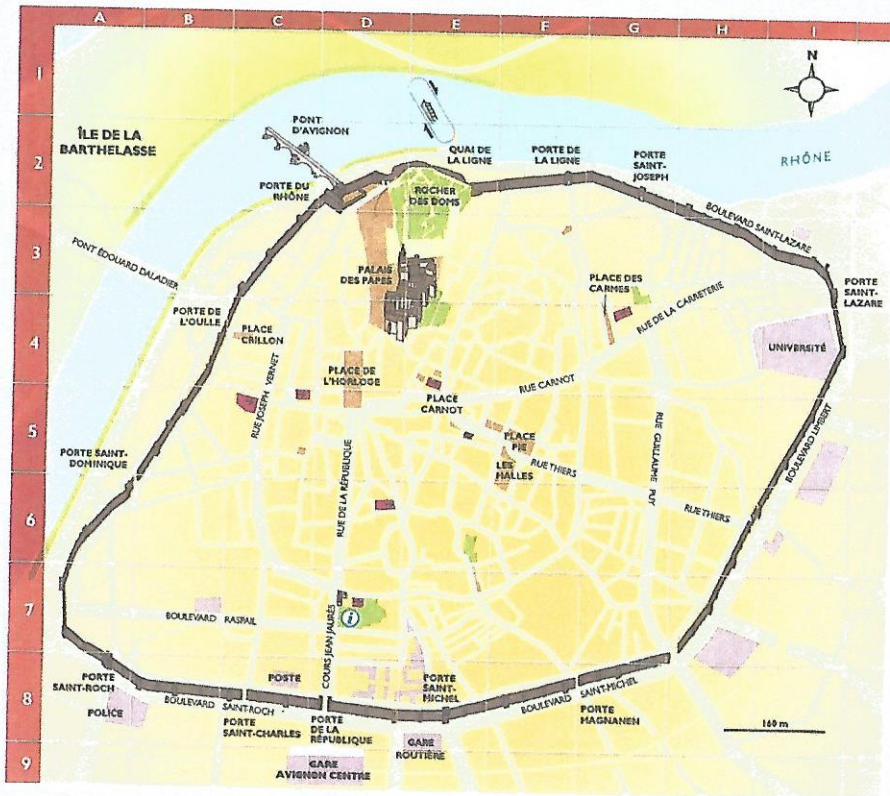 A B C D E F G H I
1
2
3
4
5
6
7
8
9
N
ÎLE DE LA
BARTHELASSE
PONT
D'AVIGNON
QUAI DE
LA LIGNE
PORTE DE
LA LIGNE
PORTE
SAINT-
JOSEPH
RHÔNE
PORTE DU
RHÔNE
ROCHER
DES DOMS
BOULEVARD SAINT-LAZARE
PONT ÉDOUARD DALADIER
PALAIS
DES PAPES
PLACE DES
CARMES
PORTE
SAINT-
LAZARE
PORTE DE
L'OULLE
RUE DE LA CARRETERIE
PLACE
CRILLON
UNIVERSITÉ
PLACE DE
L'HORLOGE
RUE CARNOT
RUE JOSEPH VERNET
PLACE
CARNOT
PLACE
PIE
RUE GUILLAUME PUY
BOULEVARD LIMBERT
PORTE SAINT-
DOMINIQUE
LES
HALLES
RUE THIERS
RUE DE LA RÉPUBLIQUE
RUE THIERS
BOULEVARD RASPAIL
i
COURS JEAN JAURÈS
PORTE
SAINT-ROCH
POSTE
PORTE
SAINT-
MICHEL
POLICE
BOULEVARD SAINT-ROCH
BOULEVARD SAINT-MICHEL
PORTE
SAINT-CHARLES
PORTE
DE LA
RÉPUBLIQUE
PORTE
MAGNANEN
160 m
GARE
ROUTIÈRE
GARE
AVIGNON CENTRE